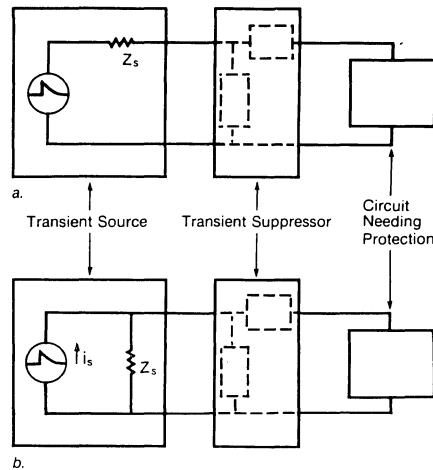 Zs
a.
Transient Source
Transient Suppressor
Circuit
Needing
Protection
is
Zs
b.